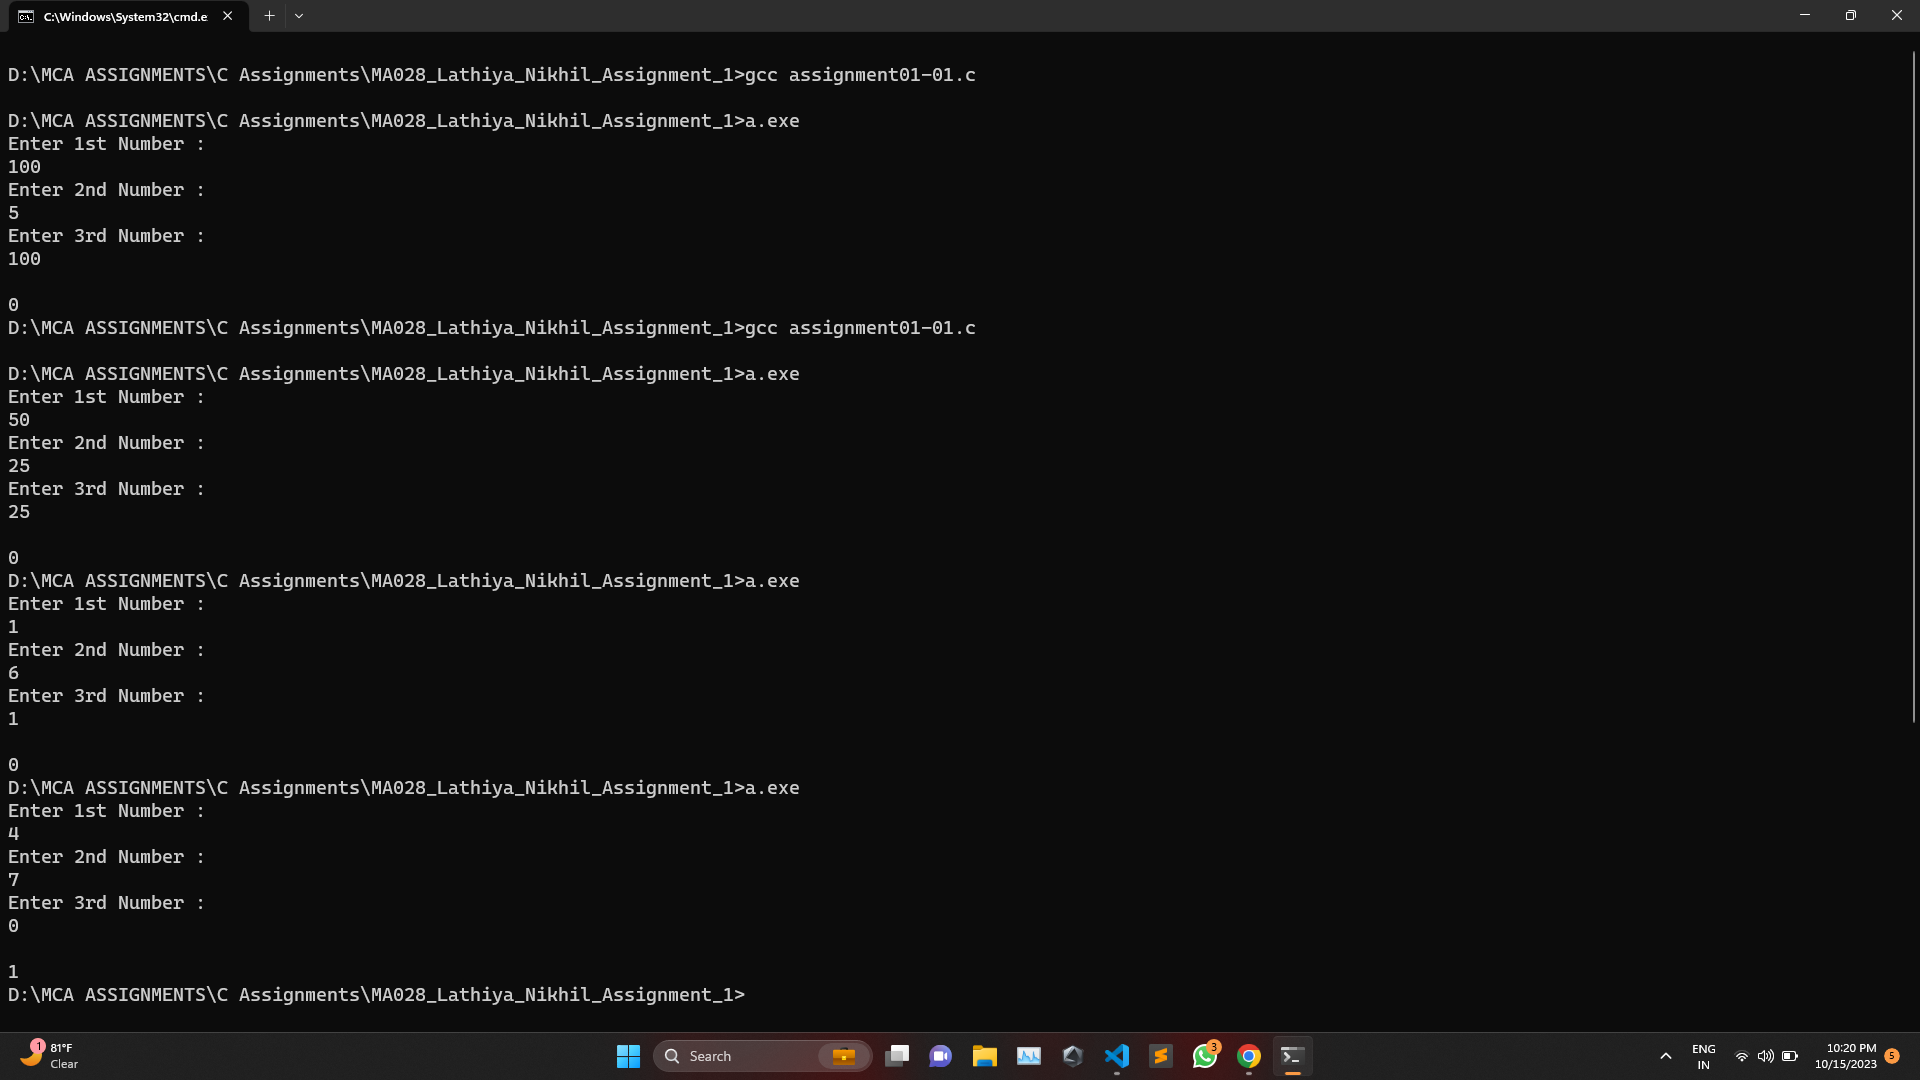 C:\Windows\System32\cmd.e
D:\MCA ASSIGNMENTS\C Assignments\MA028_Lathiya_Nikhil_Assignment_1>gcc assignment01-01.c
D:\MCA ASSIGNMENTS\C Assignments\MA028_Lathiya_Nikhil_Assignment_1>a.exe
Enter 1st Number :
100
Enter 2nd Number :
5
Enter 3rd Number :
100
0
D:\MCA ASSIGNMENTS\C Assignments\MA028_Lathiya_Nikhil_Assignment_1>gcc assignment01-01.c
D:\MCA ASSIGNMENTS\C Assignments\MA028_Lathiya_Nikhil_Assignment_1>a.exe
Enter 1st Number :
50
Enter 2nd Number :
25
Enter 3rd Number :
25
0
D:\MCA ASSIGNMENTS\C Assignments\MA028_Lathiya_Nikhil_Assignment_1>a.exe
Enter 1st Number :
1
Enter 2nd Number :
6
Enter 3rd Number :
1
0
D:\MCA ASSIGNMENTS\C Assignments\MA028_Lathiya_Nikhil_Assignment_1>a.exe
Enter 1st Number :
4
Enter 2nd Number :
7
Enter 3rd Number :
0
1
D:\MCA ASSIGNMENTS\C Assignments\MA028_Lathiya_Nikhil_Assignment_1>
1
81°F
Clear
Search
3
ENG
IN
10:20 PM
10/15/2023
5